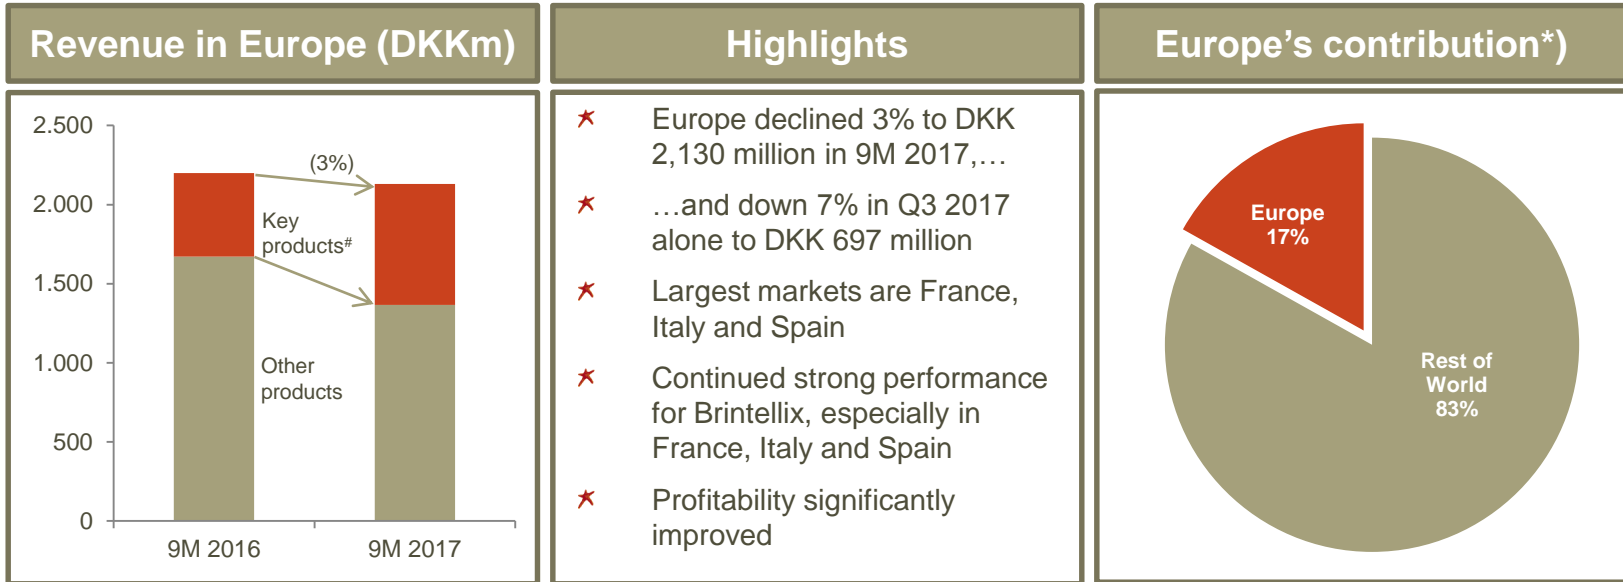 Revenue in Europe (DKKm)
2.500
2.000
1.500
1.000
500
0
(3%)
Key
products#
Other
products
9M 2016
9M 2017
Highlights
Europe declined 3% to DKK
2,130 million in 9M 2017,…
…and down 7% in Q3 2017
alone to DKK 697 million
Largest markets are France,
Italy and Spain
Continued strong performance
for Brintellix, especially in
France, Italy and Spain
Profitability significantly
improved
Europe’s contribution*)
Europe
17%
Rest of
World
83%